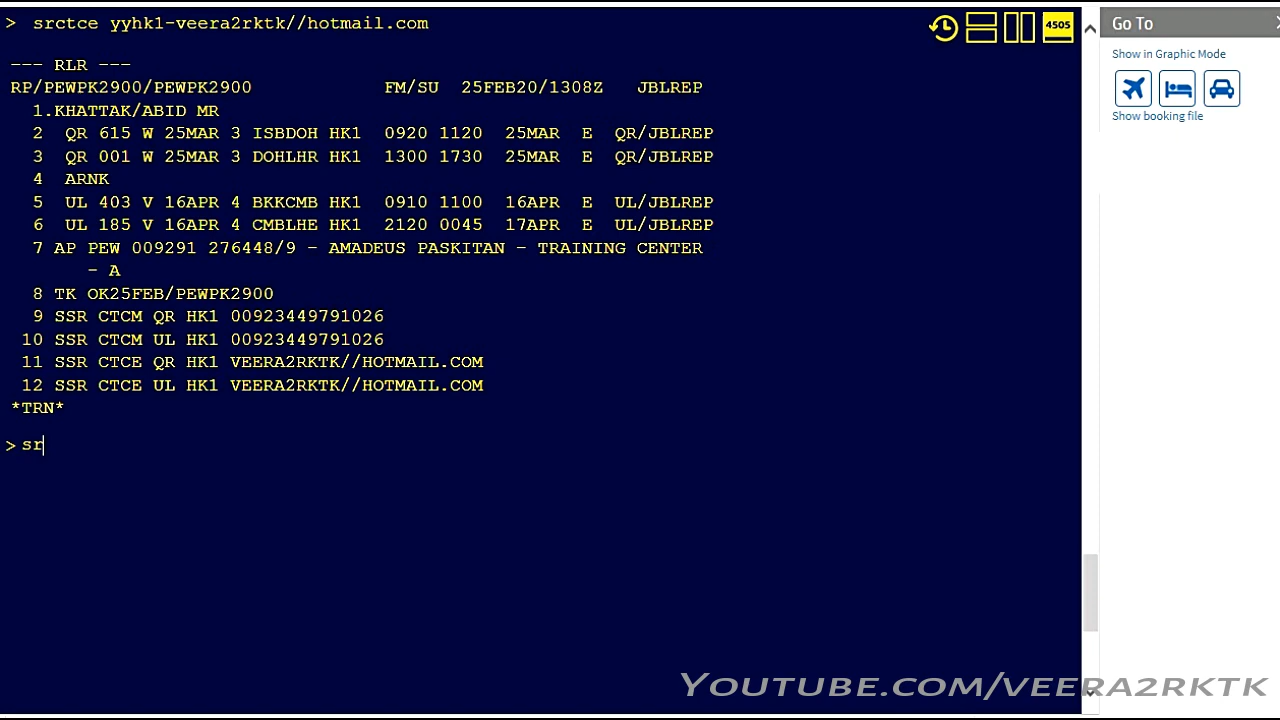 > srctce yyhk1-veera2rktk//hotmail.com
4505
--- RLR ---
RP/PEWPK2900/PEWPK2900 FM/SU 25FEB20/1308Z JBLREP
1.KHATTAK/ABID MR
2 QR 615 W 25MAR 3 ISBDOH HK1 0920 1120 25MAR E QR/JBLREP
3 QR 001 W 25MAR 3 DOHLHR HK1 1300 1730 25MAR E QR/JBLREP
4 ARNK
5 UL 403 V 16APR 4 BKKCMB HK1 0910 1100 16APR E UL/JBLREP
6 UL 185 V 16APR 4 CMBLHE HK1 2120 0045 17APR E UL/JBLREP
7 AP PEW 009291 276448/9 - AMADEUS PASKITAN - TRAINING CENTER
- A
8 TK OK25FEB/PEWPK2900
9 SSR CTCM QR HK1 00923449791026
10 SSR CTCM UL HK1 00923449791026
11 SSR CTCE QR HK1 VEERA2RKTK//HOTMAIL.COM
12 SSR CTCE UL HK1 VEERA2RKTK//HOTMAIL.COM
*TRN*
> sr
Go To
Show in Graphic Mode
Show booking file
YOUTUBE.COM/VEERA2RKTK